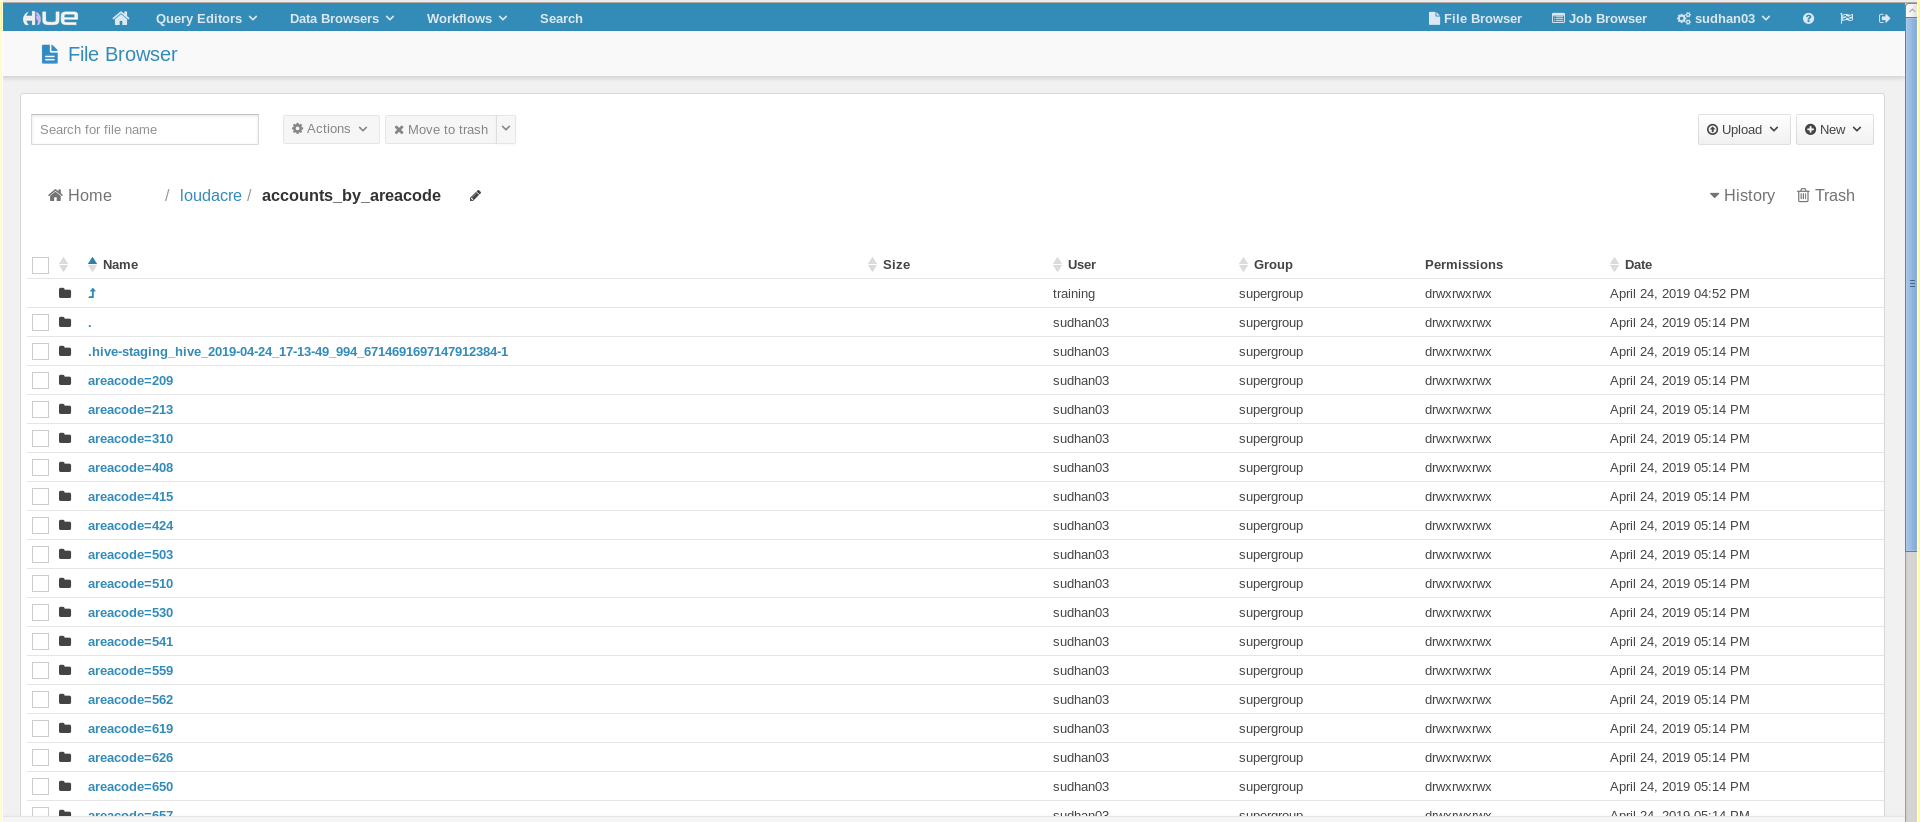 HUE Query Editors Data Browsers Workflows Search File Browser Job Browser sudhan03
File Browser
Search for file name Actions Move to trash Upload New
Home / loudacre / accounts_by_areacode History Trash
Name Size User Group Permissions Date
training supergroup drwxrwxrwx April 24, 2019 04:52 PM
. sudhan03 supergroup drwxrwxrwx April 24, 2019 05:14 PM
.hive-staging_hive_2019-04-24_17-13-49_994_6714691697147912384-1 sudhan03 supergroup drwxrwxrwx April 24, 2019 05:14 PM
areacode=209 sudhan03 supergroup drwxrwxrwx April 24, 2019 05:14 PM
areacode=213 sudhan03 supergroup drwxrwxrwx April 24, 2019 05:14 PM
areacode=310 sudhan03 supergroup drwxrwxrwx April 24, 2019 05:14 PM
areacode=408 sudhan03 supergroup drwxrwxrwx April 24, 2019 05:14 PM
areacode=415 sudhan03 supergroup drwxrwxrwx April 24, 2019 05:14 PM
areacode=424 sudhan03 supergroup drwxrwxrwx April 24, 2019 05:14 PM
areacode=503 sudhan03 supergroup drwxrwxrwx April 24, 2019 05:14 PM
areacode=510 sudhan03 supergroup drwxrwxrwx April 24, 2019 05:14 PM
areacode=530 sudhan03 supergroup drwxrwxrwx April 24, 2019 05:14 PM
areacode=541 sudhan03 supergroup drwxrwxrwx April 24, 2019 05:14 PM
areacode=559 sudhan03 supergroup drwxrwxrwx April 24, 2019 05:14 PM
areacode=562 sudhan03 supergroup drwxrwxrwx April 24, 2019 05:14 PM
areacode=619 sudhan03 supergroup drwxrwxrwx April 24, 2019 05:14 PM
areacode=626 sudhan03 supergroup drwxrwxrwx April 24, 2019 05:14 PM
areacode=650 sudhan03 supergroup drwxrwxrwx April 24, 2019 05:14 PM
areacode=657 sudhan03 supergroup drwxrwxrwx April 24, 2019 05:14 PM